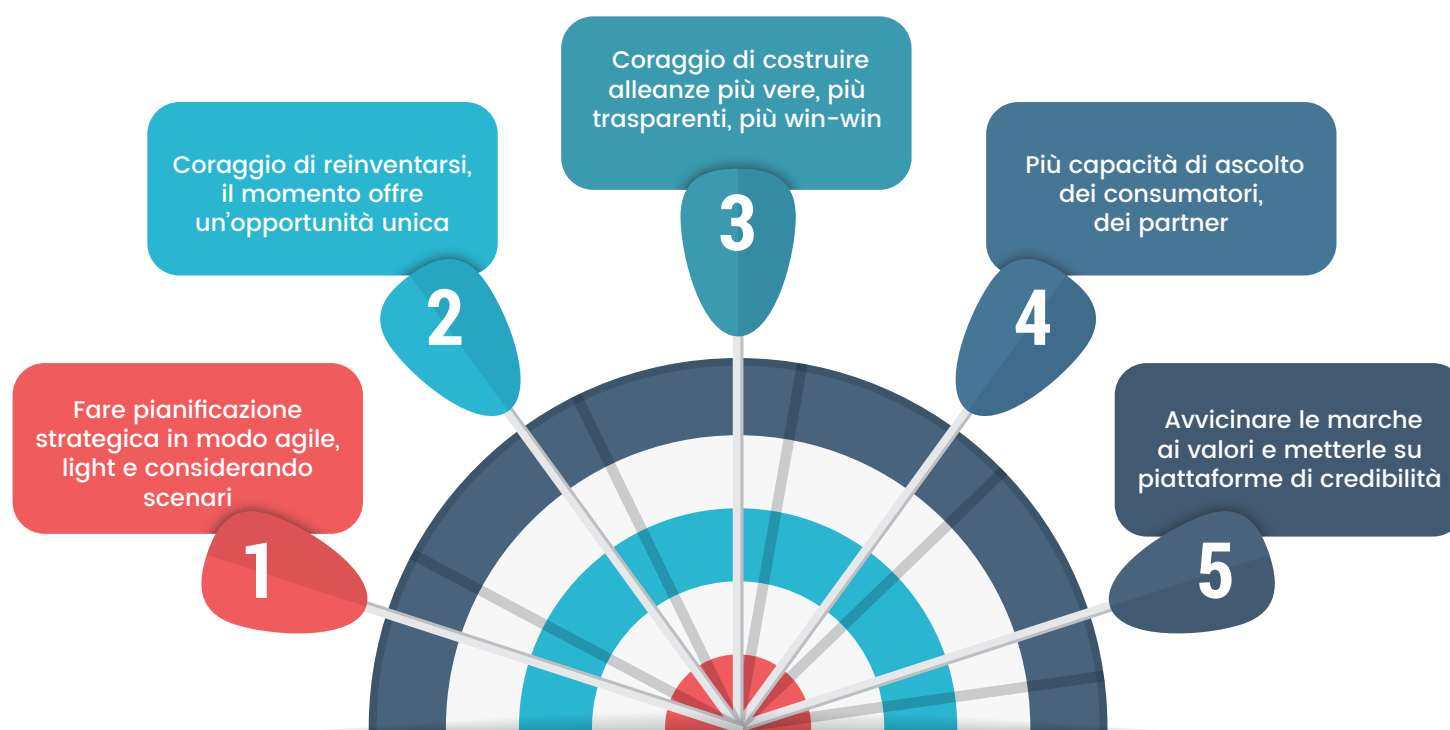 Fare pianificazione
strategica in modo agile,
light e considerando
scenari
1
Coraggio di reinventarsi,
il momento offre
un'opportunità unica
2
Coraggio di costruire
alleanze più vere, più
trasparenti, più win-win
3
Più capacità di ascolto
dei consumatori,
dei partner
4
Avvicinare le marche
ai valori e metterle su
piattaforme di credibilità
5